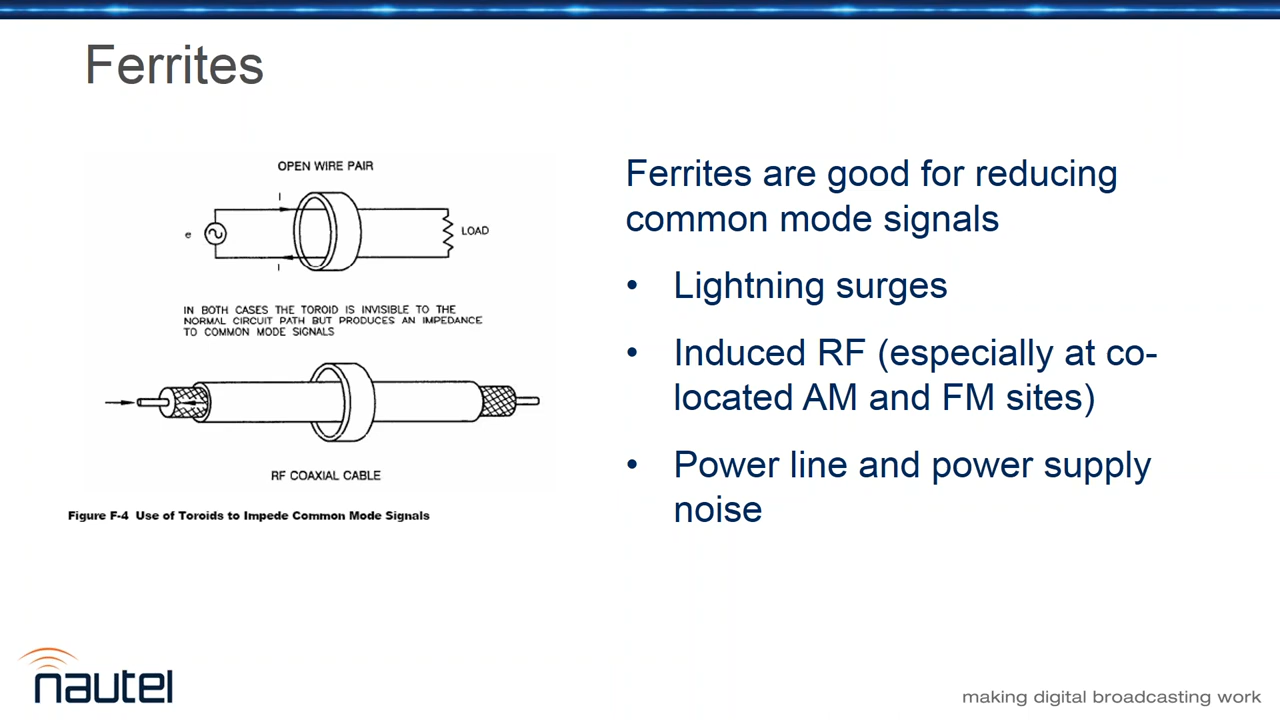 Ferrites
OPEN WIRE PAIR
I
e
LOAD
I
IN BOTH CASES THE TOROID IS INVISIBLE TO THE
NORMAL CIRCUIT PATH BUT PRODUCES AN IMPEDANCE
TO COMMON MODE SIGNALS
RF COAXIAL CABLE
Figure F-4 Use of Toroids to Impede Common Mode Signals
Ferrites are good for reducing
common mode signals
• Lightning surges
• Induced RF (especially at co-
located AM and FM sites)
• Power line and power supply
noise
nautel
making digital broadcasting work